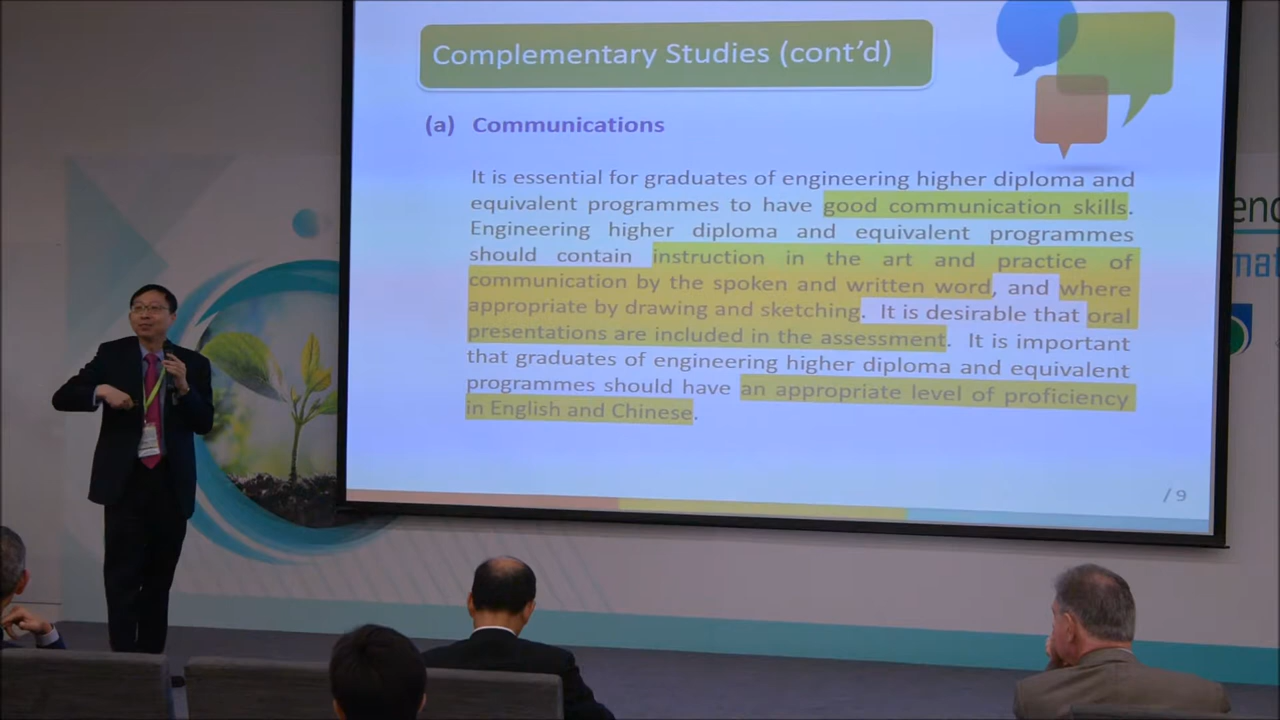 Complementary Studies (cont'd)
(a) Communications
It is essential for graduates of engineering higher diploma and
equivalent programmes to have good communication skills.
Engineering higher diploma and equivalent programmes
should contain instruction in the art and practice of
communication by the spoken and written word, and where
appropriate by drawing and sketching. It is desirable that oral
presentations are included in the assessment. It is important
that graduates of engineering higher diploma and equivalent
programmes should have an appropriate level of proficiency
in English and Chinese.
/ 9